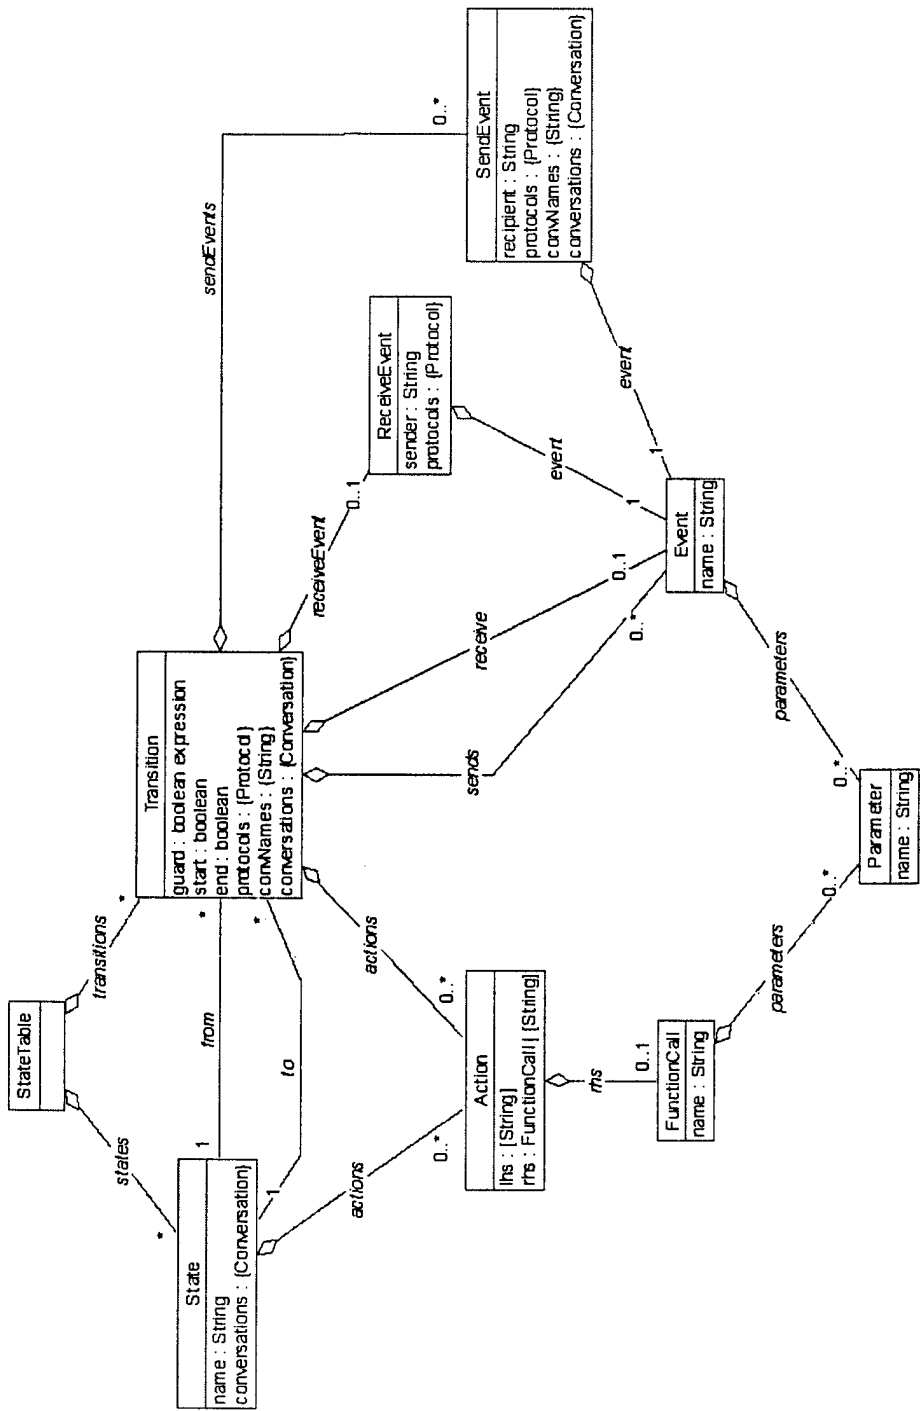 StateTable
states
transitions
*
*
State
name : String
conversations : {Conversation}
1
from
*
1
to
*
Transition
guard : boolean expression
start : boolean
end : boolean
protocols : {Protocol}
convNames : {String}
conversations : {Conversation}
sendEvents
0..*
SendEvent
recipient : String
protocols : {Protocol}
convNames : {String}
conversations : {Conversation}
receiveEvent
0..1
ReceiveEvent
sender : String
protocols : {Protocol}
actions
0..*
actions
0..*
Action
lhs : [String]
rhs : FunctionCall | [String]
sends
0..*
receive
0..1
event
1
event
1
Event
name : String
rhs
0..1
FunctionCall
name : String
parameters
0..*
parameters
0..*
Parameter
name : String